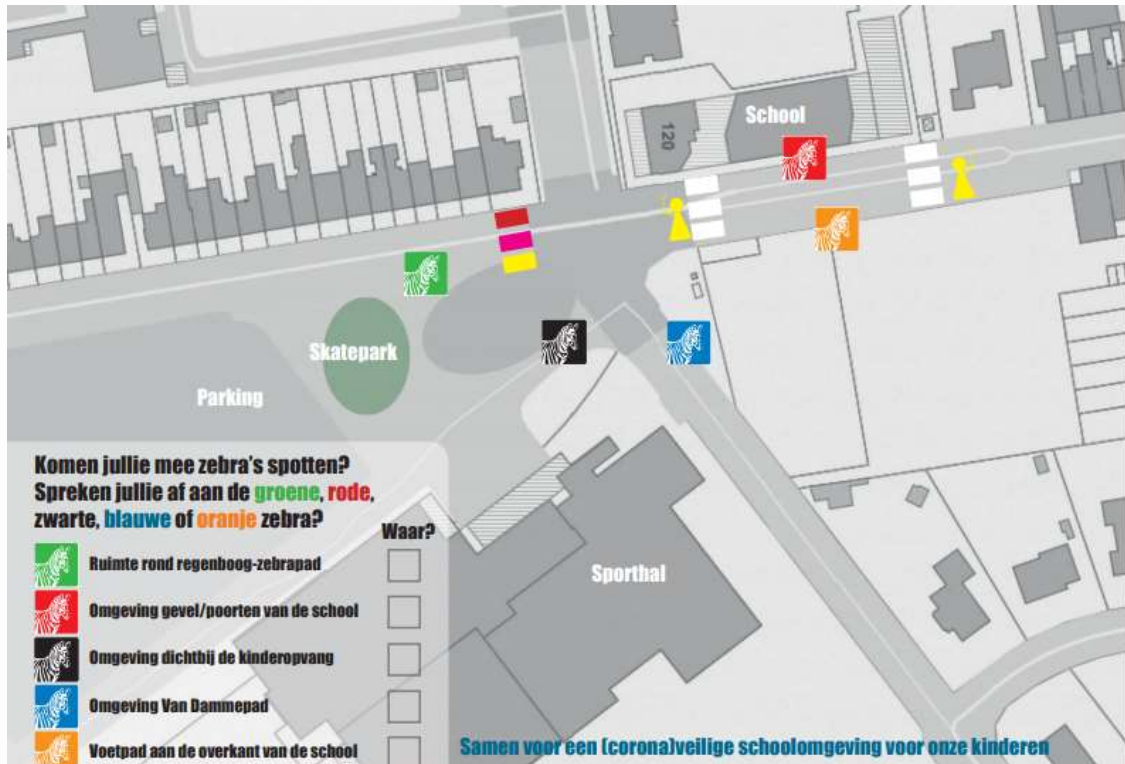 School
120
Skatepark
Parking
Komen jullie mee zebra's spotten?
Spreken jullie af aan de groene, rode,
zwarte, blauwe of oranje zebra?
Waar?
Ruimte rond regenboog-zebrapad
Omgeving gevel/poorten van de school
Omgeving dichtbij de kinderopvang
Omgeving Van Dammepad
Voetpad aan de overkant van de school
Sporthal
Samen voor een (corona)veilige schoolomgeving voor onze kinderen